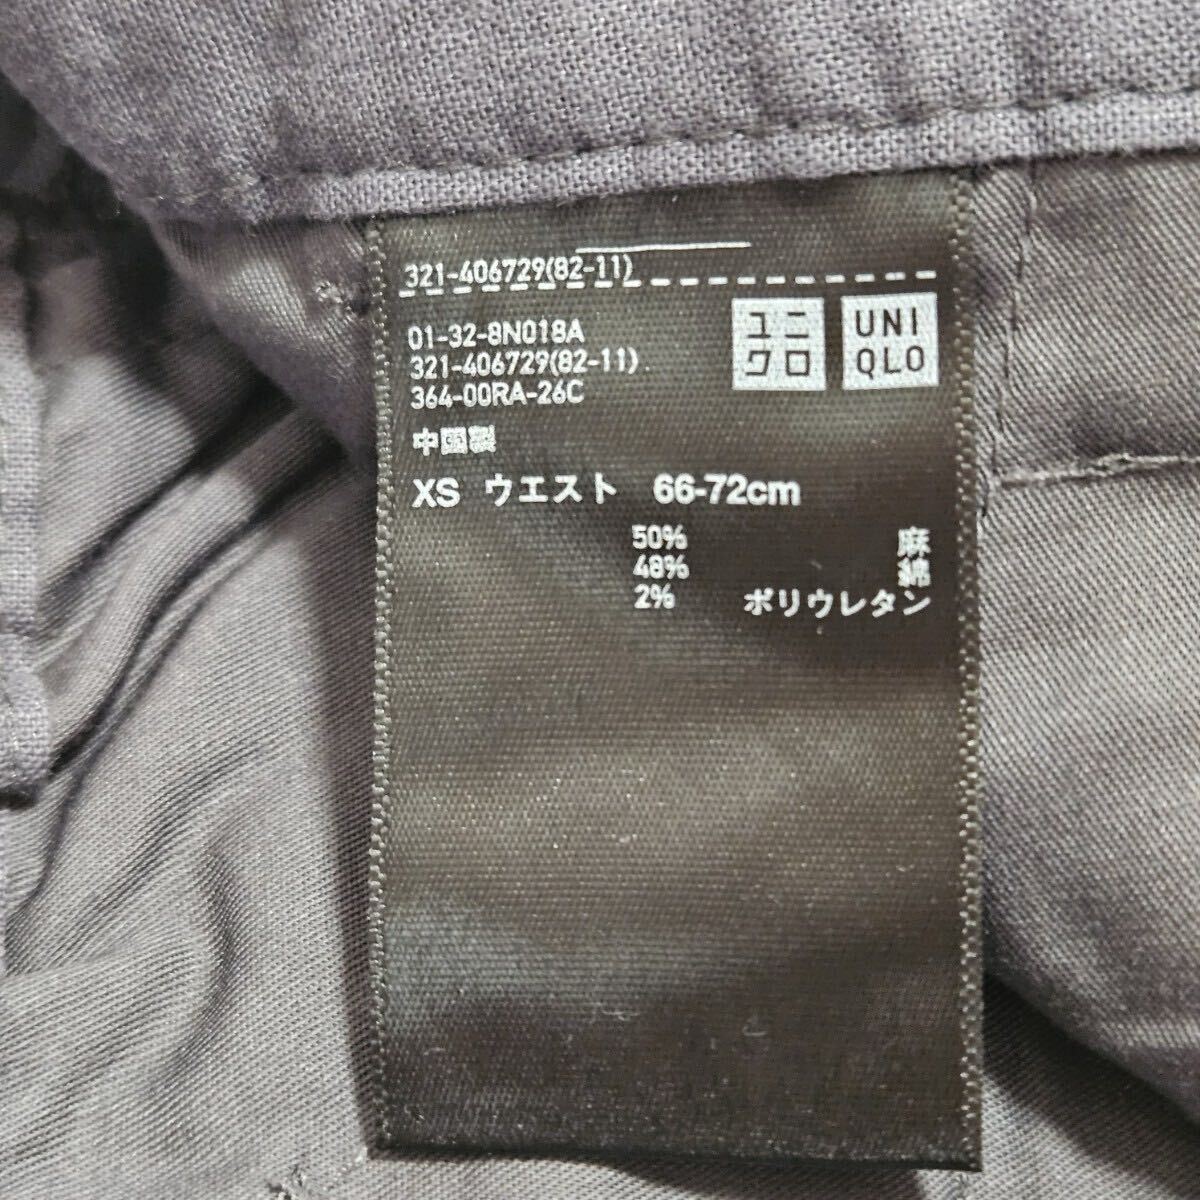 321-406729(82-11)
01-32-8N018A
321-406729(82-11)
364-00RA-26C
ユニ
クロ
UNI
QLO
中国製
XS ウエスト 66-72cm
50% 麻
48% 綿
2% ポリウレタン